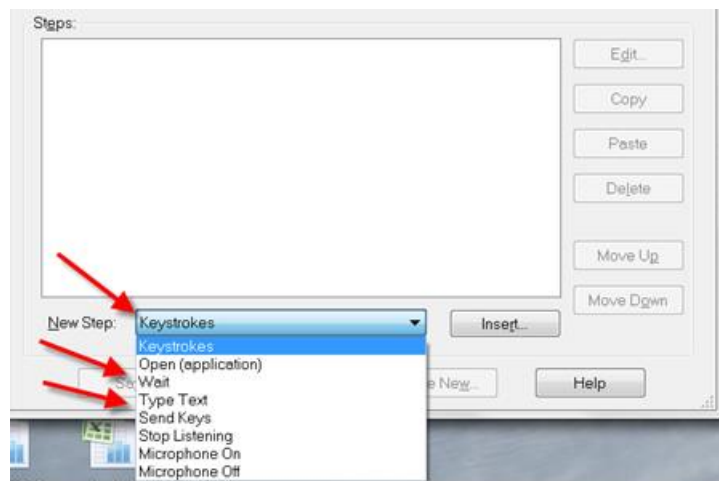 Steps:
Edit...
Copy
Paste
Delete
Move Up
Move Down
New Step: Keystrokes Insert...
Keystrokes
Open (application)
Wait
Type Text
Send Keys
Stop Listening
Microphone On
Microphone Off
New... Help